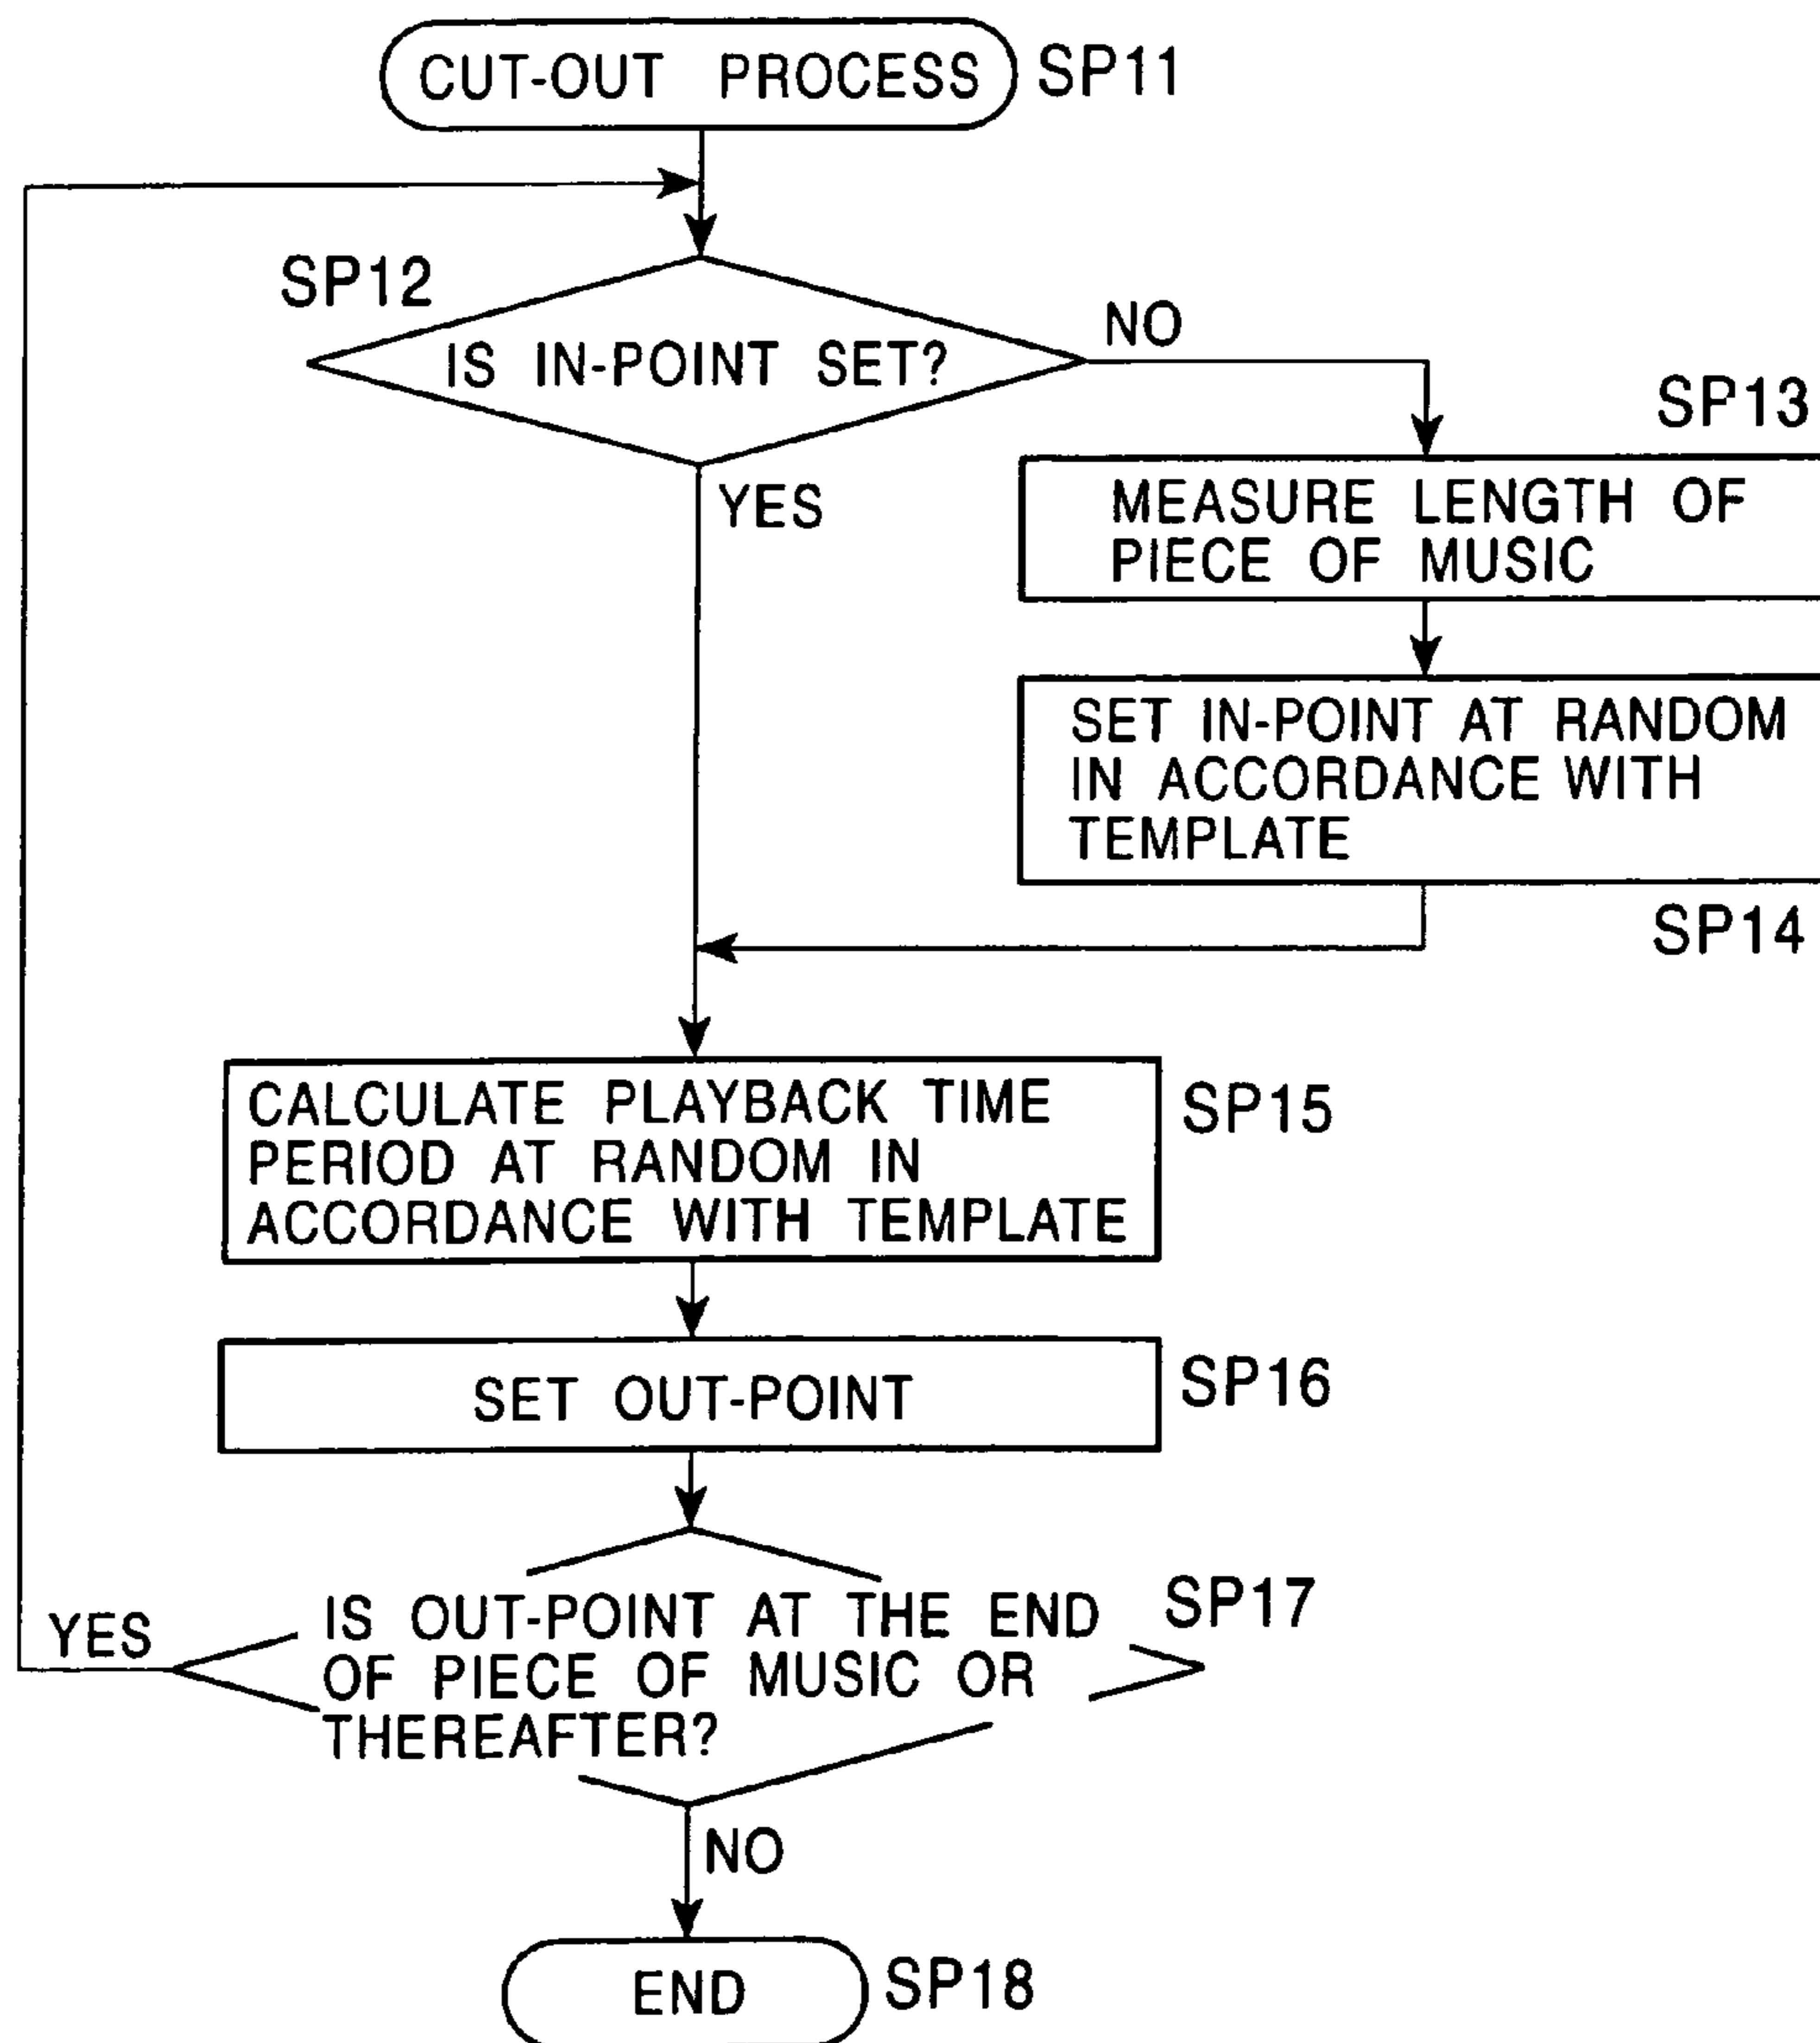 CUT-OUT PROCESS
SP11
SP12
IS IN-POINT SET?
NO
YES
SP13
MEASURE LENGTH OF
PIECE OF MUSIC
SET IN-POINT AT RANDOM
IN ACCORDANCE WITH
TEMPLATE
SP14
CALCULATE PLAYBACK TIME
PERIOD AT RANDOM IN
ACCORDANCE WITH TEMPLATE
SP15
SET OUT-POINT
SP16
IS OUT-POINT AT THE END
OF PIECE OF MUSIC OR
THEREAFTER?
SP17
YES
NO
END
SP18